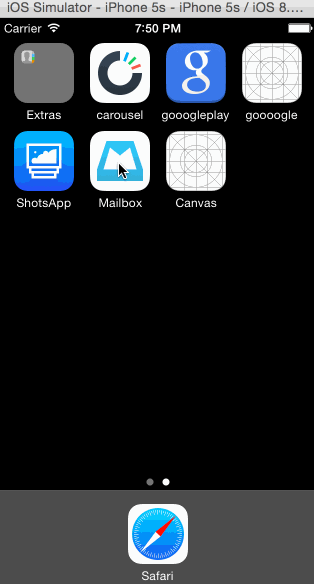 iOS Simulator - iPhone 5s - iPhone 5s / iOS 8....
Carrier 7:50 PM
Extras carousel gooogleplay goooogle
g
ShotsApp Mailbox Canvas
Safari